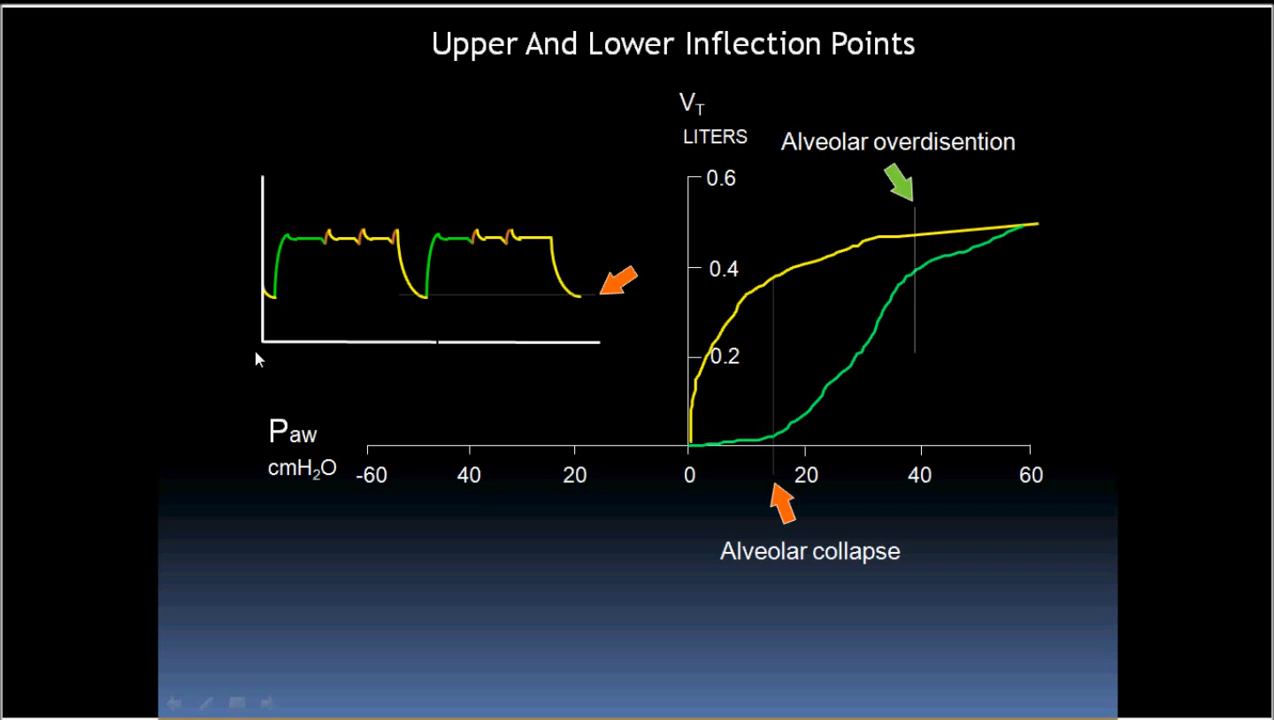 Upper And Lower Inflection Points
VT
LITERS
Alveolar overdisention
0.6
0.4
0.2
Paw
cmH2O
-60 40 20 0 20 40 60
Alveolar collapse